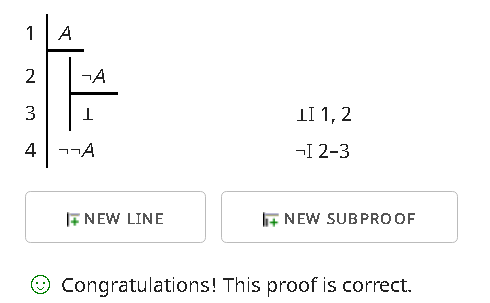 1 A
2 ¬A
3 ⊥ ⊥I 1, 2
4 ¬¬A ¬I 2–3
NEW LINE NEW SUBPROOF
Congratulations! This proof is correct.